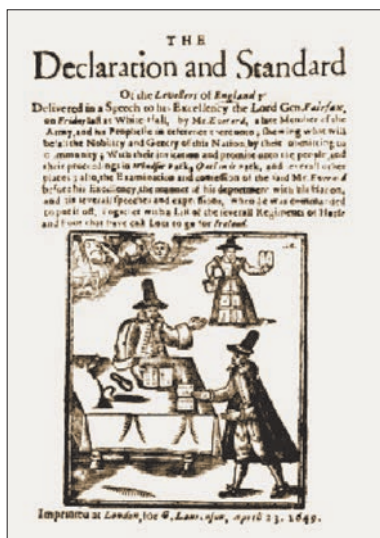 THE
Declaration and Standard
Of the Levellers of England;
Delivered in a Speech to his Excellency the Lord Gen. Fairfax,
on Friday last at White-Hall, by Mr. Everard, a late Member of the
Army, and his Prophesie in reference thereunto; shewing what will
befall the Nobility and Gentry of this Nation, by their submitting to
community; With their invitation and promise unto the people, and
their proceedings in Windsor Park, Oatlands Park, and severall other
places; also, the Examination and confession of the said Mr. Everard
before his Excellency, the manner of his deportment with his
and his severall speeches and expressions, when he was commanded
to put it off. Together with a List of the severall Regiments of Horse
and Foot that have cast Lots to go for Ireland.
Imprinted at London, for G. Laurenson, April 23. 1649.